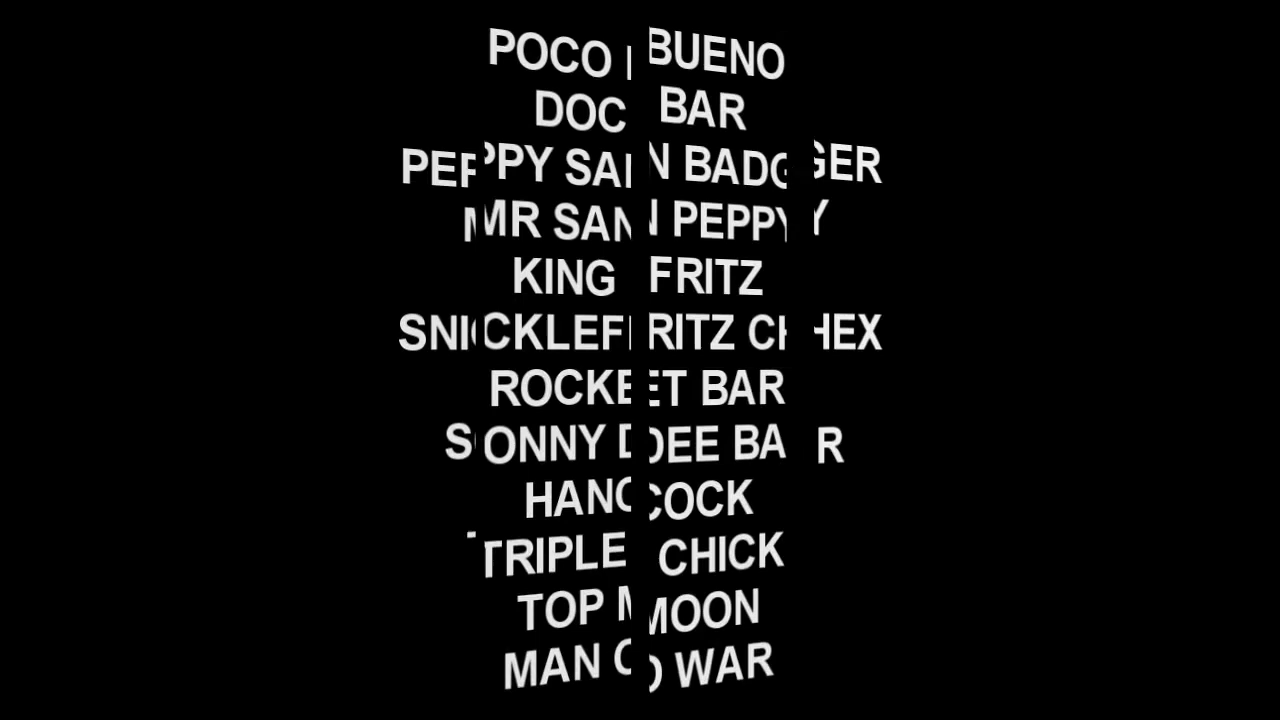 POCO BUENO
DOC BAR
PEPPY SAN BADGER
MR SAN PEPPY
KING FRITZ
SNICKLEFRITZ CHEX
ROCKET BAR
SONNY DEE BAR
HANCOCK
TRIPLE CHICK
TOP MOON
MAN O WAR